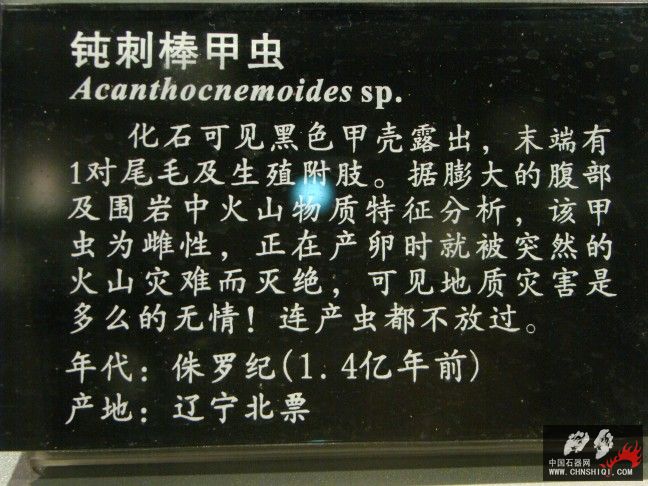 钝刺棒甲虫
Acanthocnemoides sp.
化石可见黑色甲壳露出，末端有
1对尾毛及生殖附肢。据膨大的腹部
及围岩中火山物质特征分析，该甲
虫为雌性，正在产卵时就被突然的
火山灾难而灭绝，可见地质灾害是
多么的无情！连产虫都不放过。
年代：侏罗纪(1.4亿年前)
产地：辽宁北票
中国石器网
WWW.CHNSHIQI.COM